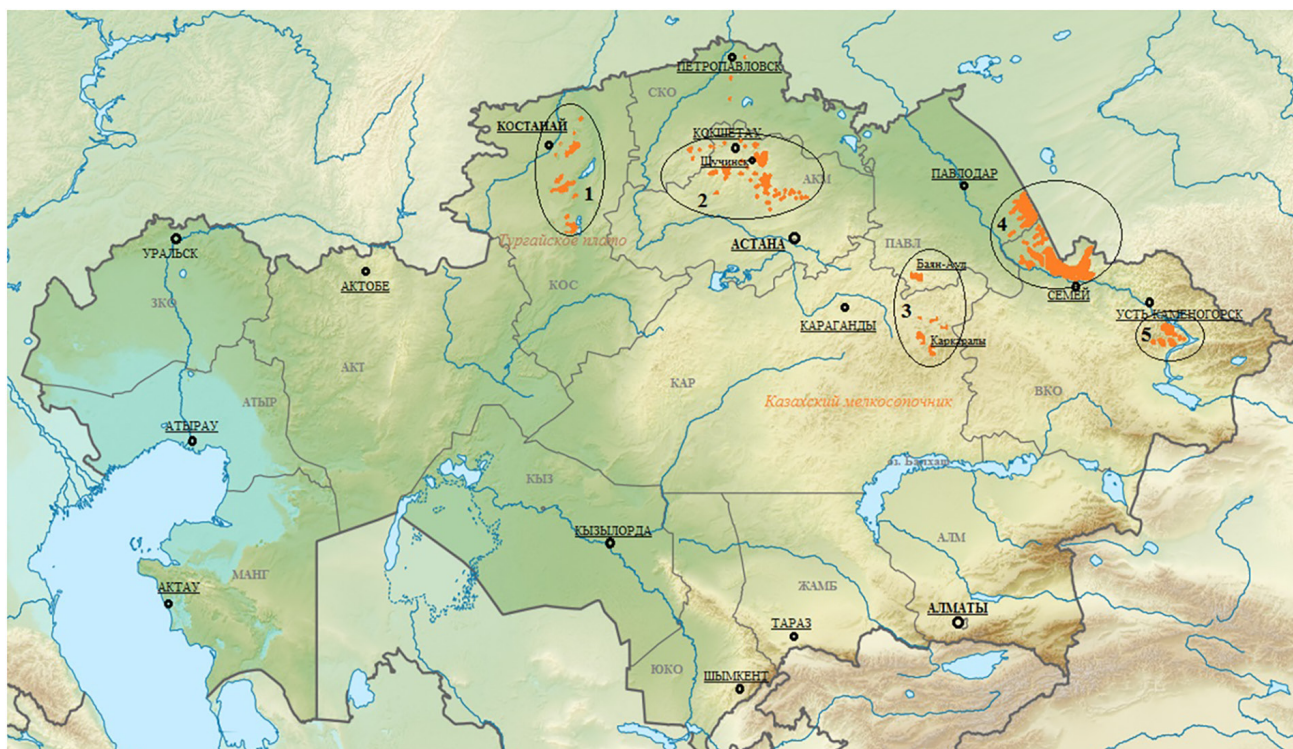 ПЕТРОПАВЛОВСК
СКО
КОСТАНАЙ
КОКШЕТАУ
Щучинск
1
2
АКМ
ПАВЛОДАР
4
УРАЛЬСК
Тургайское плато
АСТАНА
ПАВЛ
Баян-Аул
АКТОБЕ
КОС
СЕМЕЙ
ЗКО
КАРАГАНДЫ
3
УСТЬ КАМЕНОГОРСК
Каркаралы
5
АКТ
КАР
ВКО
АТЫР
Казахский мелкосопочник
АТЫРАУ
оз. Балхаш
КЫЗ
КЫЗЫЛОРДА
АЛМ
МАНГ
ЖАМБ
АКТАУ
АЛМАТЫ
ТАРАЗ
ЮКО
ШЫМКЕНТ